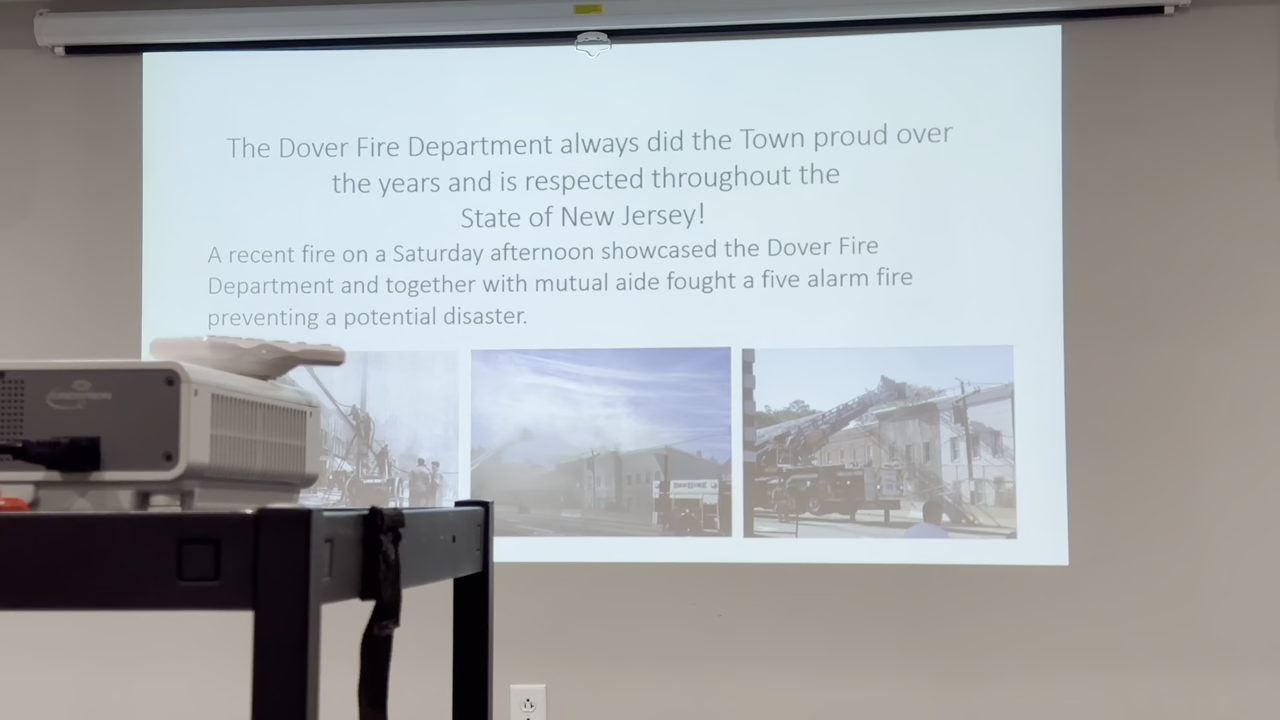 The Dover Fire Department always did the Town proud over
the years and is respected throughout the
State of New Jersey!
A recent fire on a Saturday afternoon showcased the Dover Fire
Department and together with mutual aide fought a five alarm fire
preventing a potential disaster.